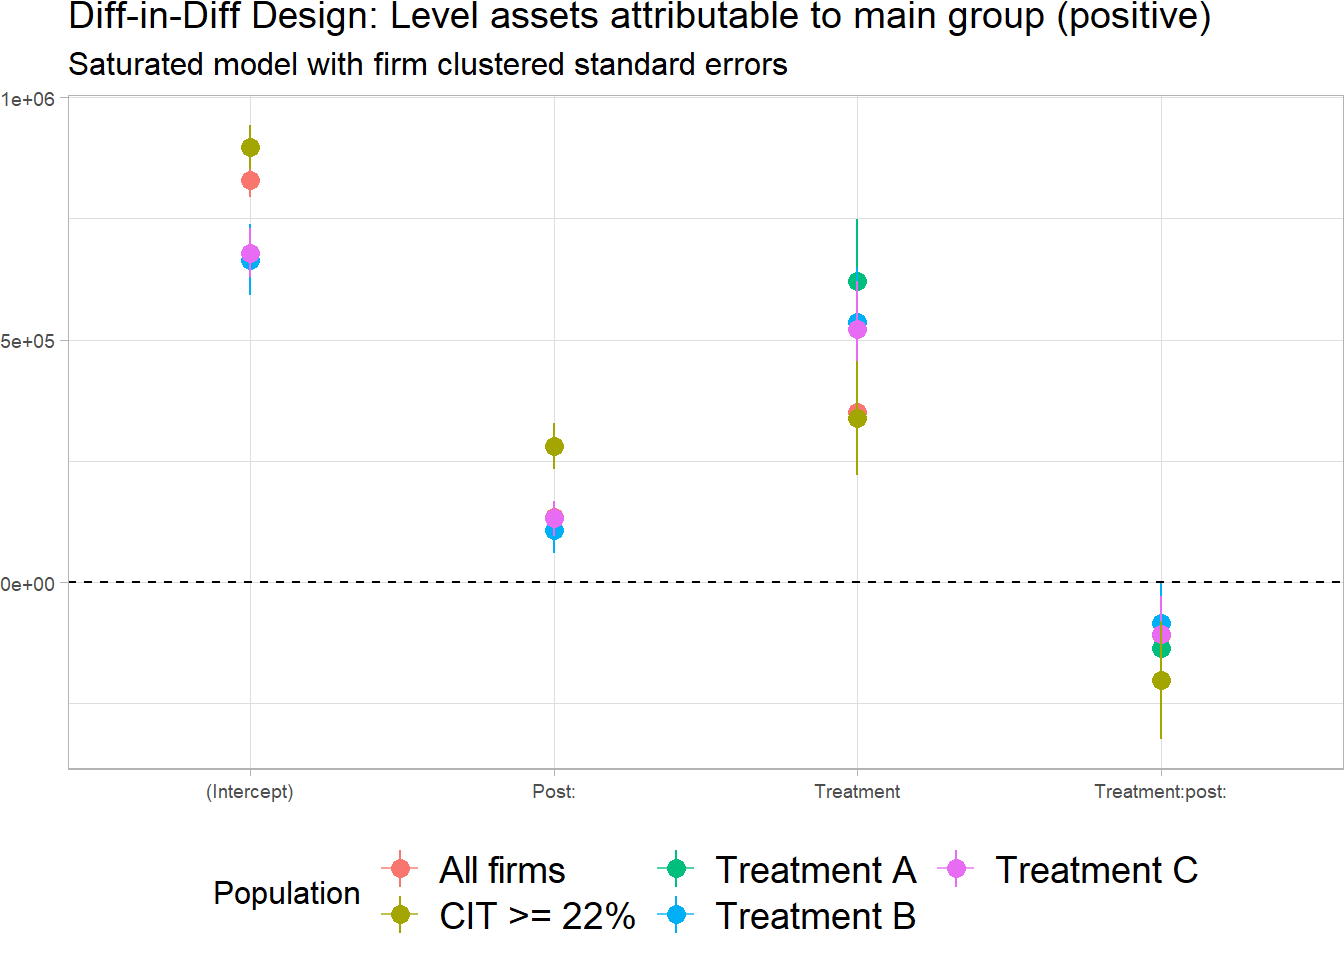 Diff-in-Diff Design: Level assets attributable to main group (positive)
Saturated model with firm clustered standard errors
1e+06
5e+05
0e+00
(Intercept) Post: Treatment Treatment:post:
Population
All firms Treatment A Treatment C
CIT >= 22% Treatment B